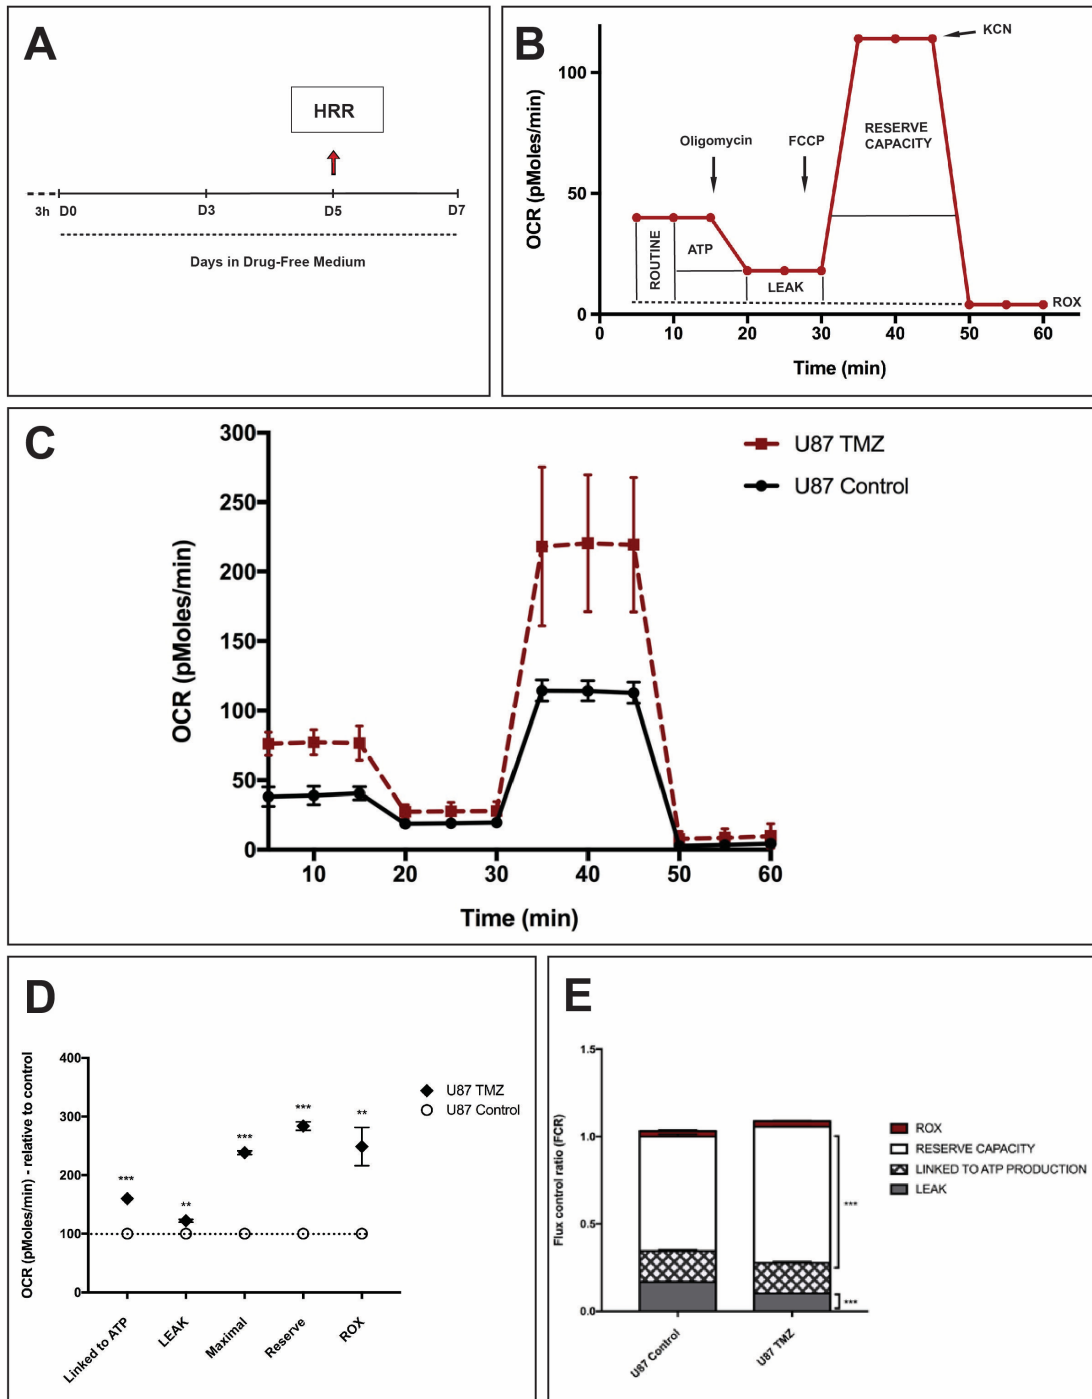 A
HRR
3h D0 D3 D5 D7
Days in Drug-Free Medium
B
OCR (pMoles/min)
100
50
0
0 10 20 30 40 50 60
Time (min)
Oligomycin
FCCP
KCN
RESERVE
CAPACITY
ROUTINE
ATP
LEAK
ROX
C
OCR (pMoles/min)
300
250
200
150
100
50
0
10 20 30 40 50 60
Time (min)
U87 TMZ
U87 Control
D
OCR (pMoles/min) - relative to control
400
300
200
100
0
***
**
***
***
**
Linked to ATP
LEAK
Maximal
Reserve
ROX
U87 TMZ
U87 Control
E
Flux control ratio (FCR)
1.5
1.0
0.5
0.0
***
***
U87 Control
U87 TMZ
ROX
RESERVE CAPACITY
LINKED TO ATP PRODUCTION
LEAK